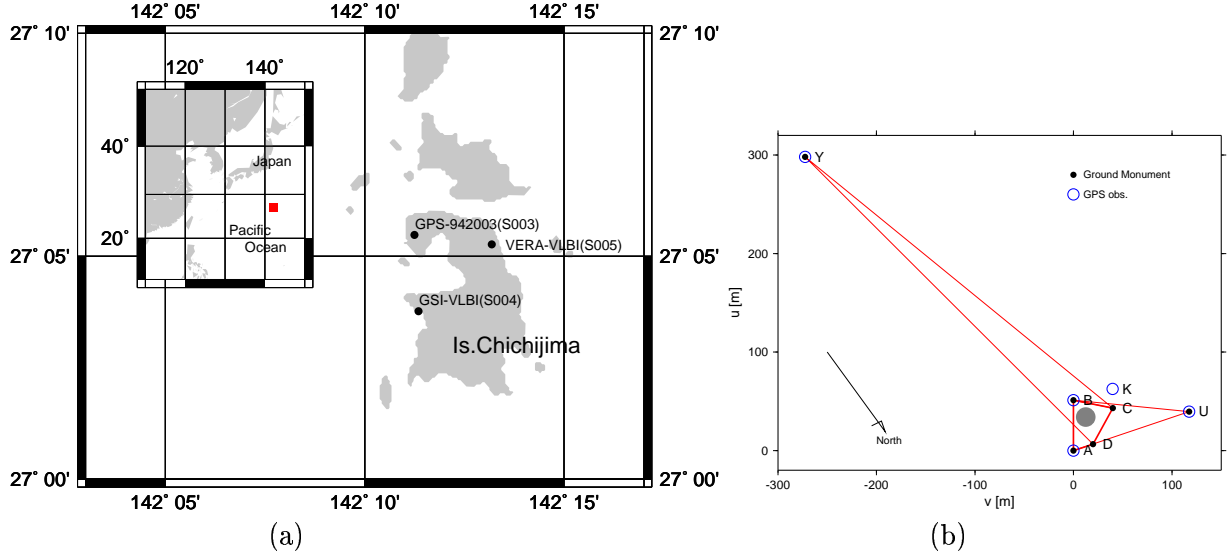 142° 05'
142° 10'
142° 15'
27° 10'
27° 10'
120°
140°
40°
20°
Japan
Pacific
Ocean
GPS-942003(S003)
VERA-VLBI(S005)
27° 05'
27° 05'
GSI-VLBI(S004)
Is.Chichijima
27° 00'
27° 00'
142° 05'
142° 10'
142° 15'
(a)
300
200
100
0
u [m]
Y
Ground Monument
GPS obs.
K
B
C
U
D
A
North
-300
-200
-100
0
100
v [m]
(b)